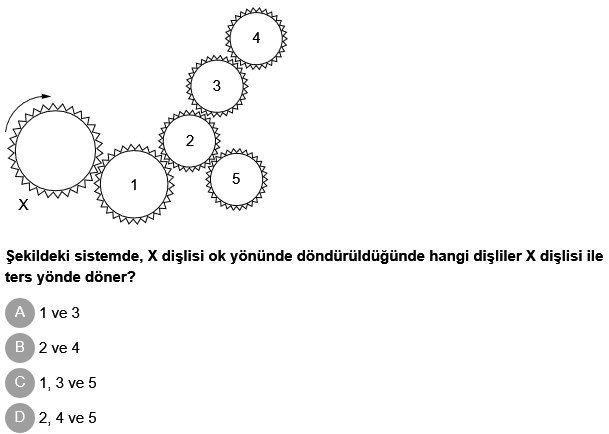 4
3
2
1
5
X
Şekildeki sistemde, X dişlisi ok yönünde döndürüldüğünde hangi dişliler X dişlisi ile
ters yönde döner?
A 1 ve 3
B 2 ve 4
C 1, 3 ve 5
D 2, 4 ve 5